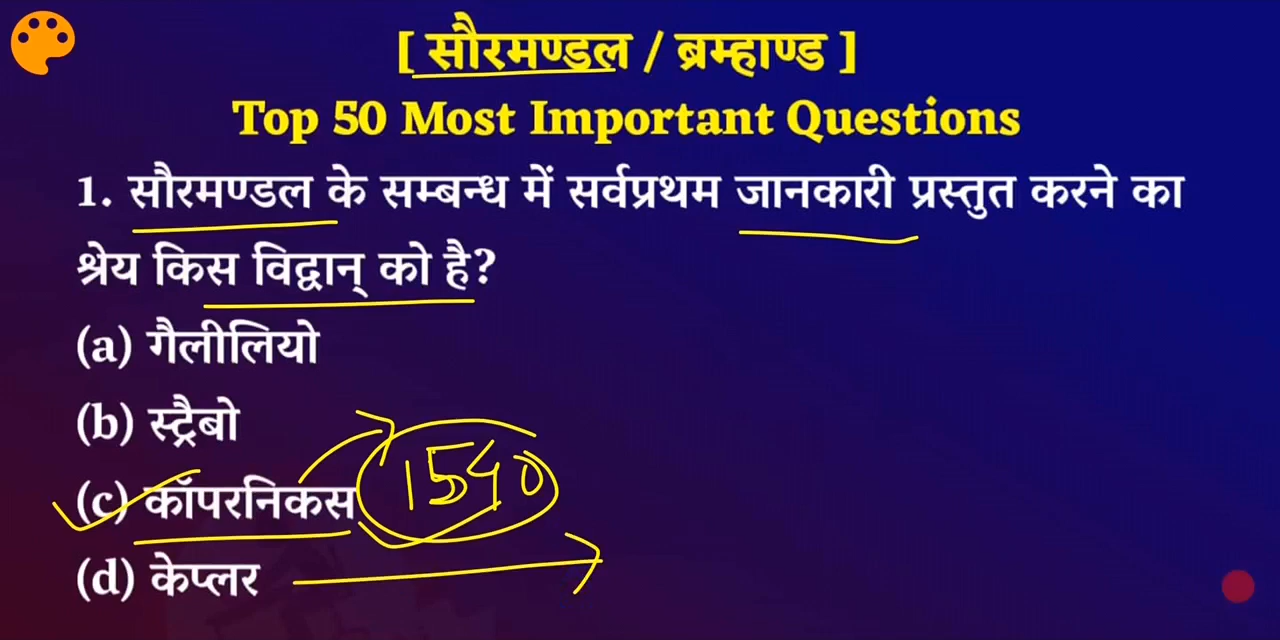 [ सौरमण्डल / ब्रम्हाण्ड ]
Top 50 Most Important Questions
1. सौरमण्डल के सम्बन्ध में सर्वप्रथम जानकारी प्रस्तुत करने का
श्रेय किस विद्वान् को है?
(a) गैलीलियो
(b) स्ट्रैबो
(c) कॉपरनिकस 1540
(d) केप्लर